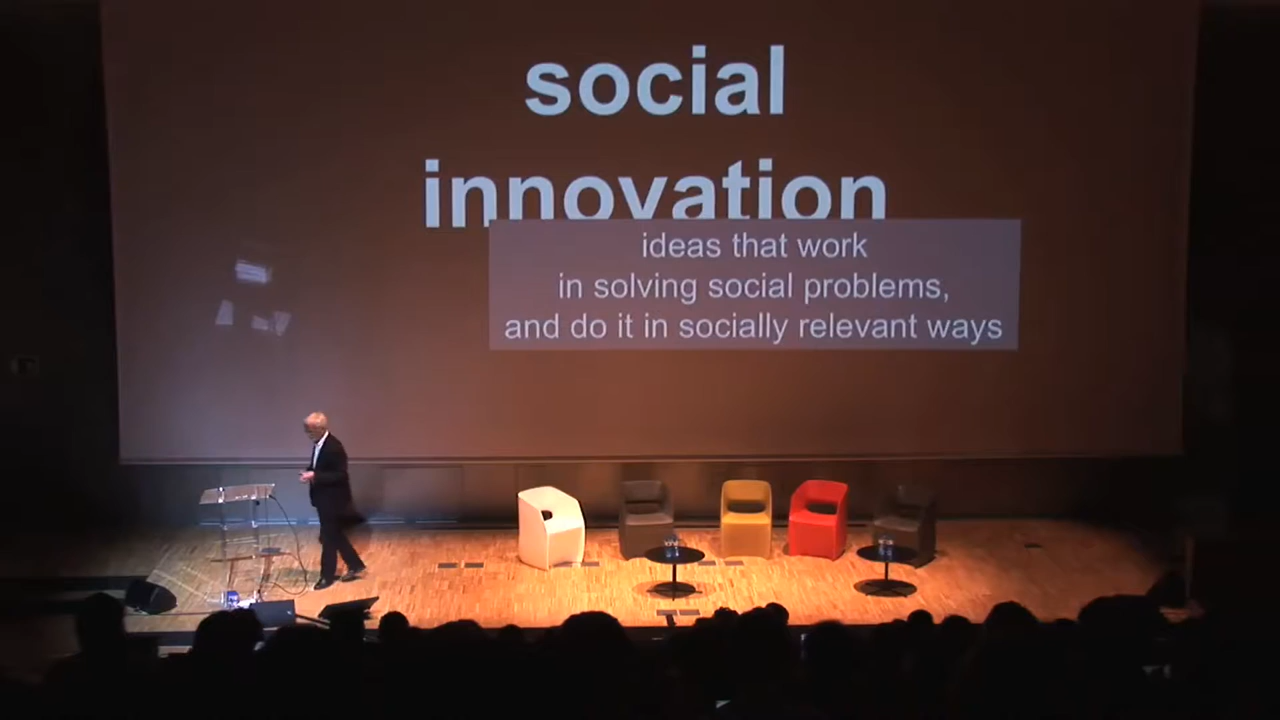 social
innovation
ideas that work
in solving social problems,
and do it in socially relevant ways